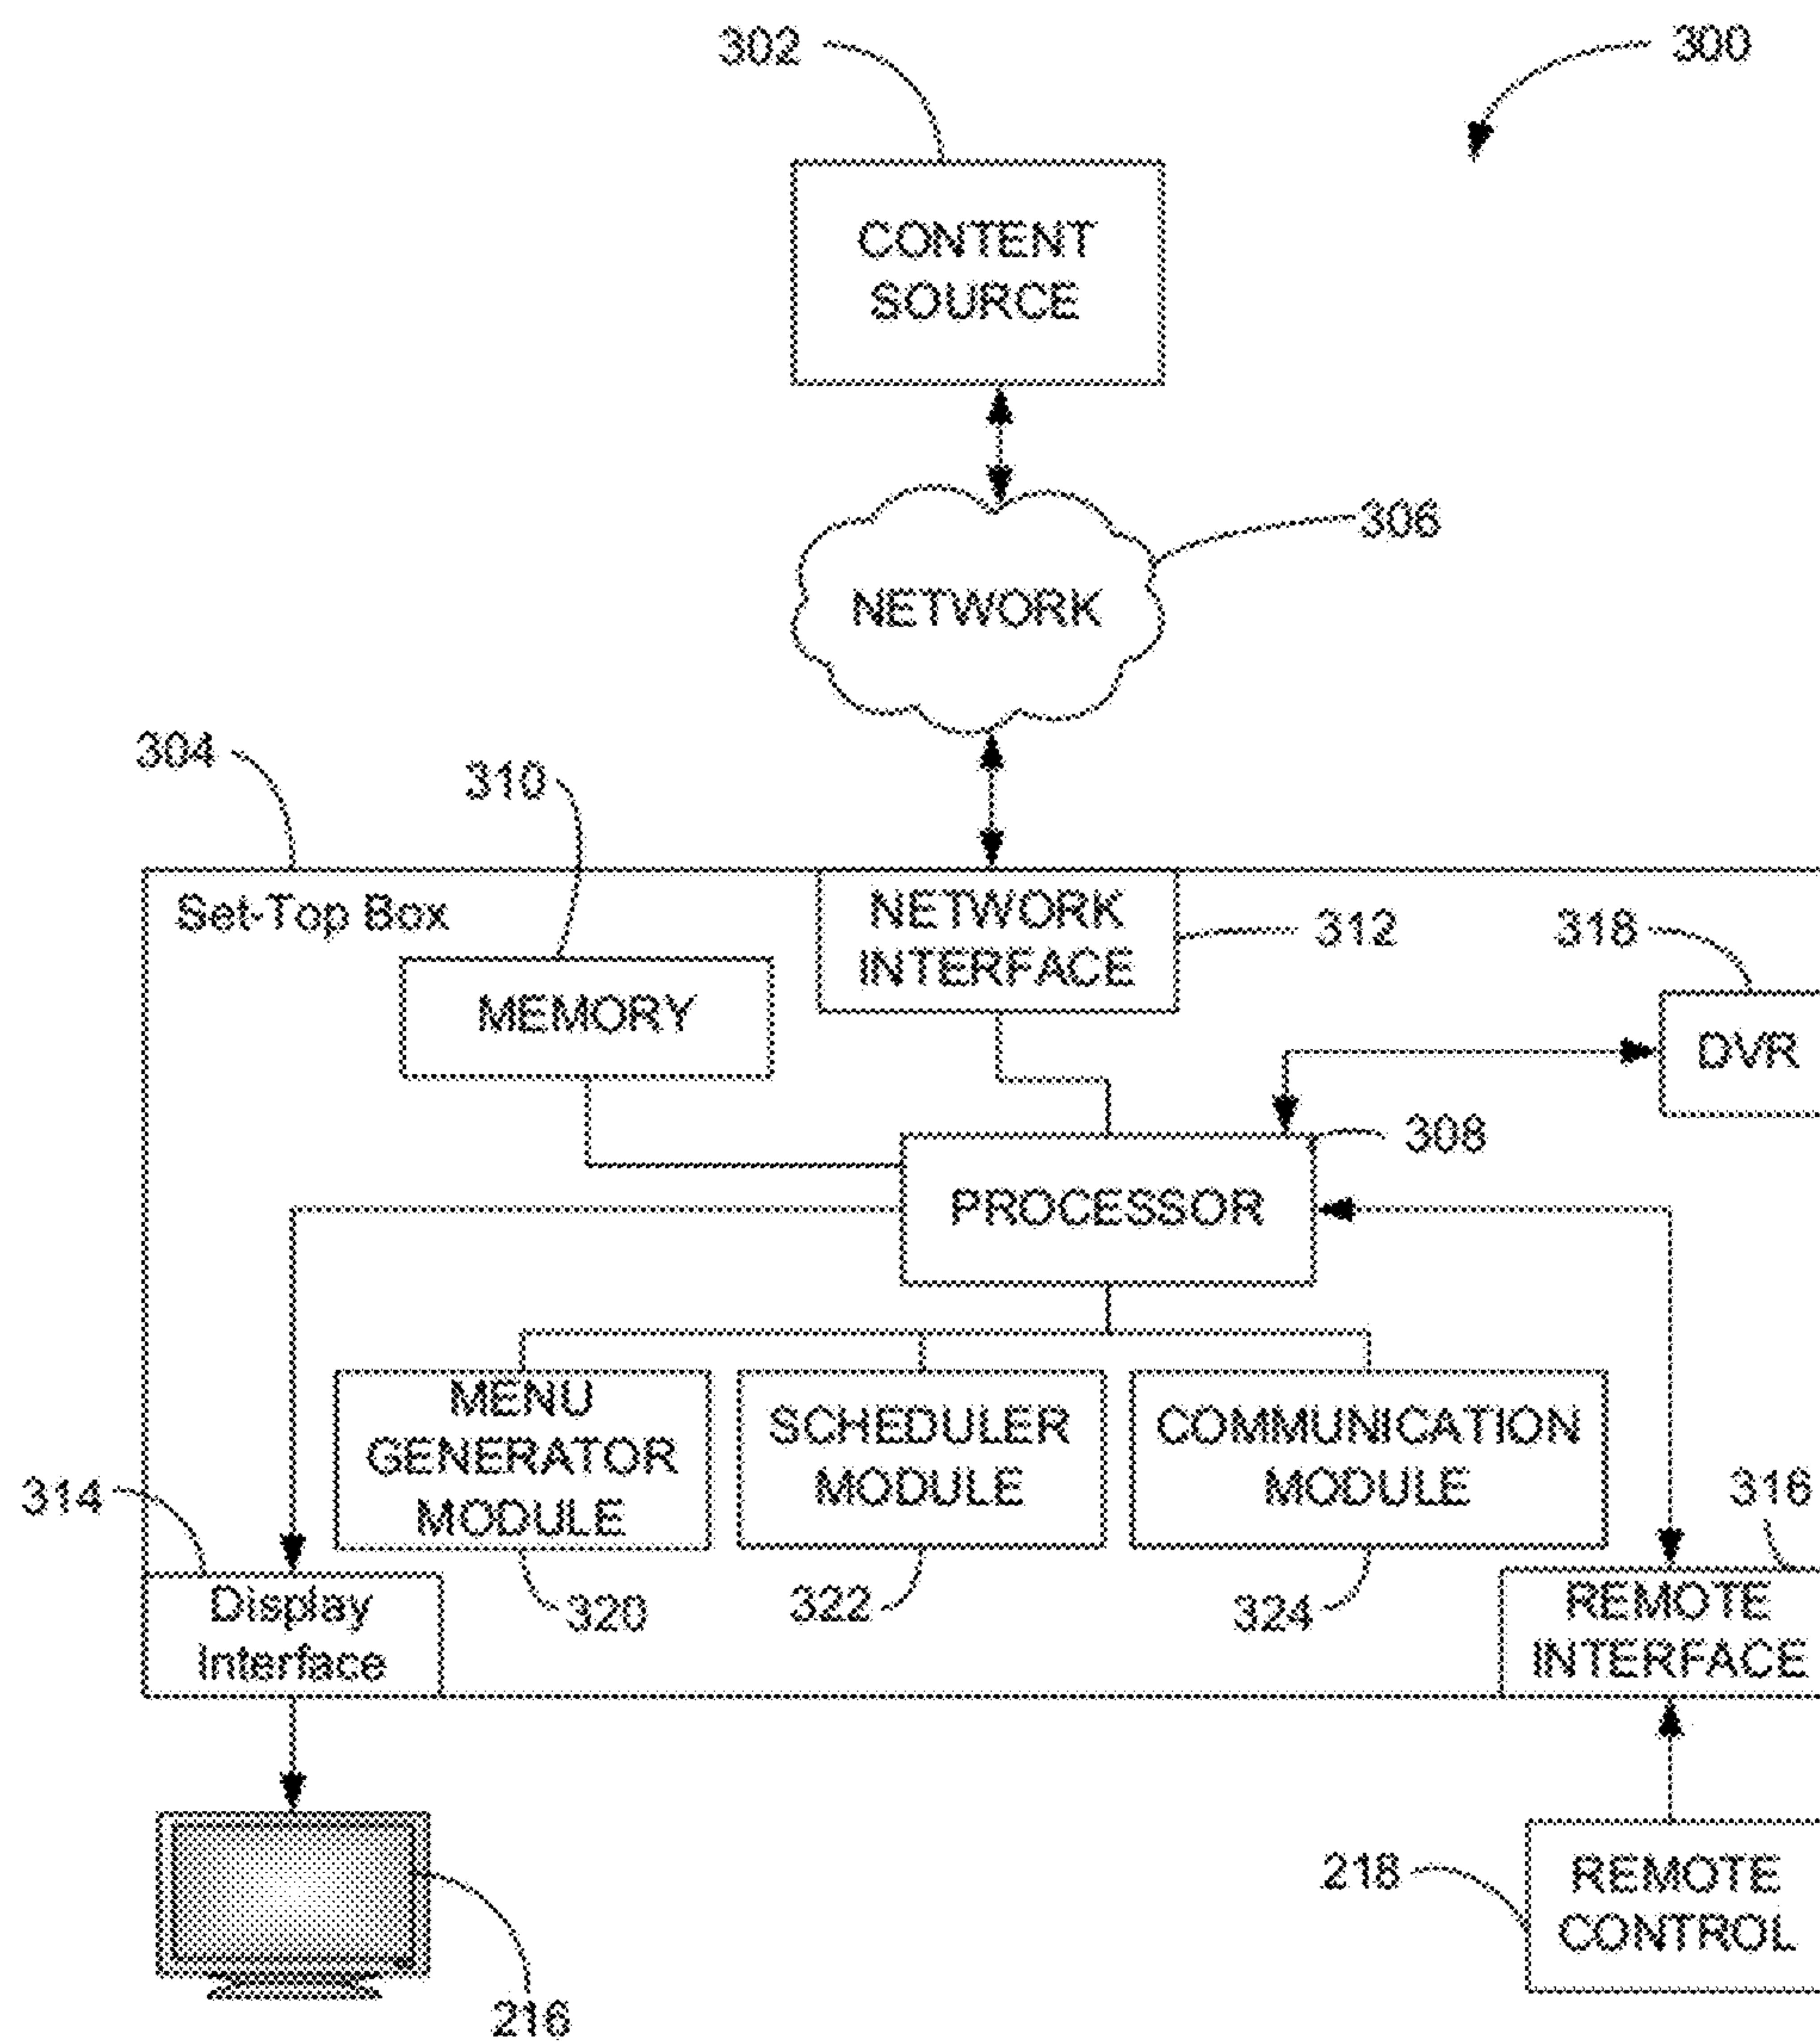 302
300
CONTENT
SOURCE
306
NETWORK
304
310
Set-Top Box
NETWORK
INTERFACE
312
318
MEMORY
DVR
308
PROCESSOR
MENU
GENERATOR
MODULE
SCHEDULER
MODULE
COMMUNICATION
MODULE
314
316
Display
Interface
320
322
324
REMOTE
INTERFACE
218
REMOTE
CONTROL
216